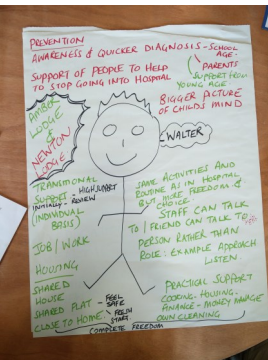 PREVENTION
AWARENESS & QUICKER DIAGNOSIS - SCHOOL
AGE:
PARENTS
SUPPORT FROM
YOUNG AGE
SUPPORT OF PEOPLE TO HELP
TO STOP GOING INTO HOSPITAL
BIGGER PICTURE
OF CHILDS MIND
AMBER
LODGE
&
NEWTON
LODGE
WALTER
TRANSITIONAL
SUPPORT - HIGH SUPPORT
INITIALLY - REVIEW
(INDIVIDUAL
BASIS)
JOB / WORK
HOUSING
SHARED
HOUSE
SHARED FLAT - FEEL
SAFE
CLOSE TO HOME - FRESH
START.
COMPLETE FREEDOM
SAME ACTIVITIES AND
ROUTINE AS IN HOSPITAL
BUT MORE FREEDOM &
CHOICE
STAFF CAN TALK
TO / FRIEND CAN TALK TO
PERSON RATHER THAN
ROLE: EXAMPLE APPROACH
LISTEN.
PRACTICAL SUPPORT
COOKING - HOUSING -
FINANCE - MONEY MANAGE
OWN CLEANING